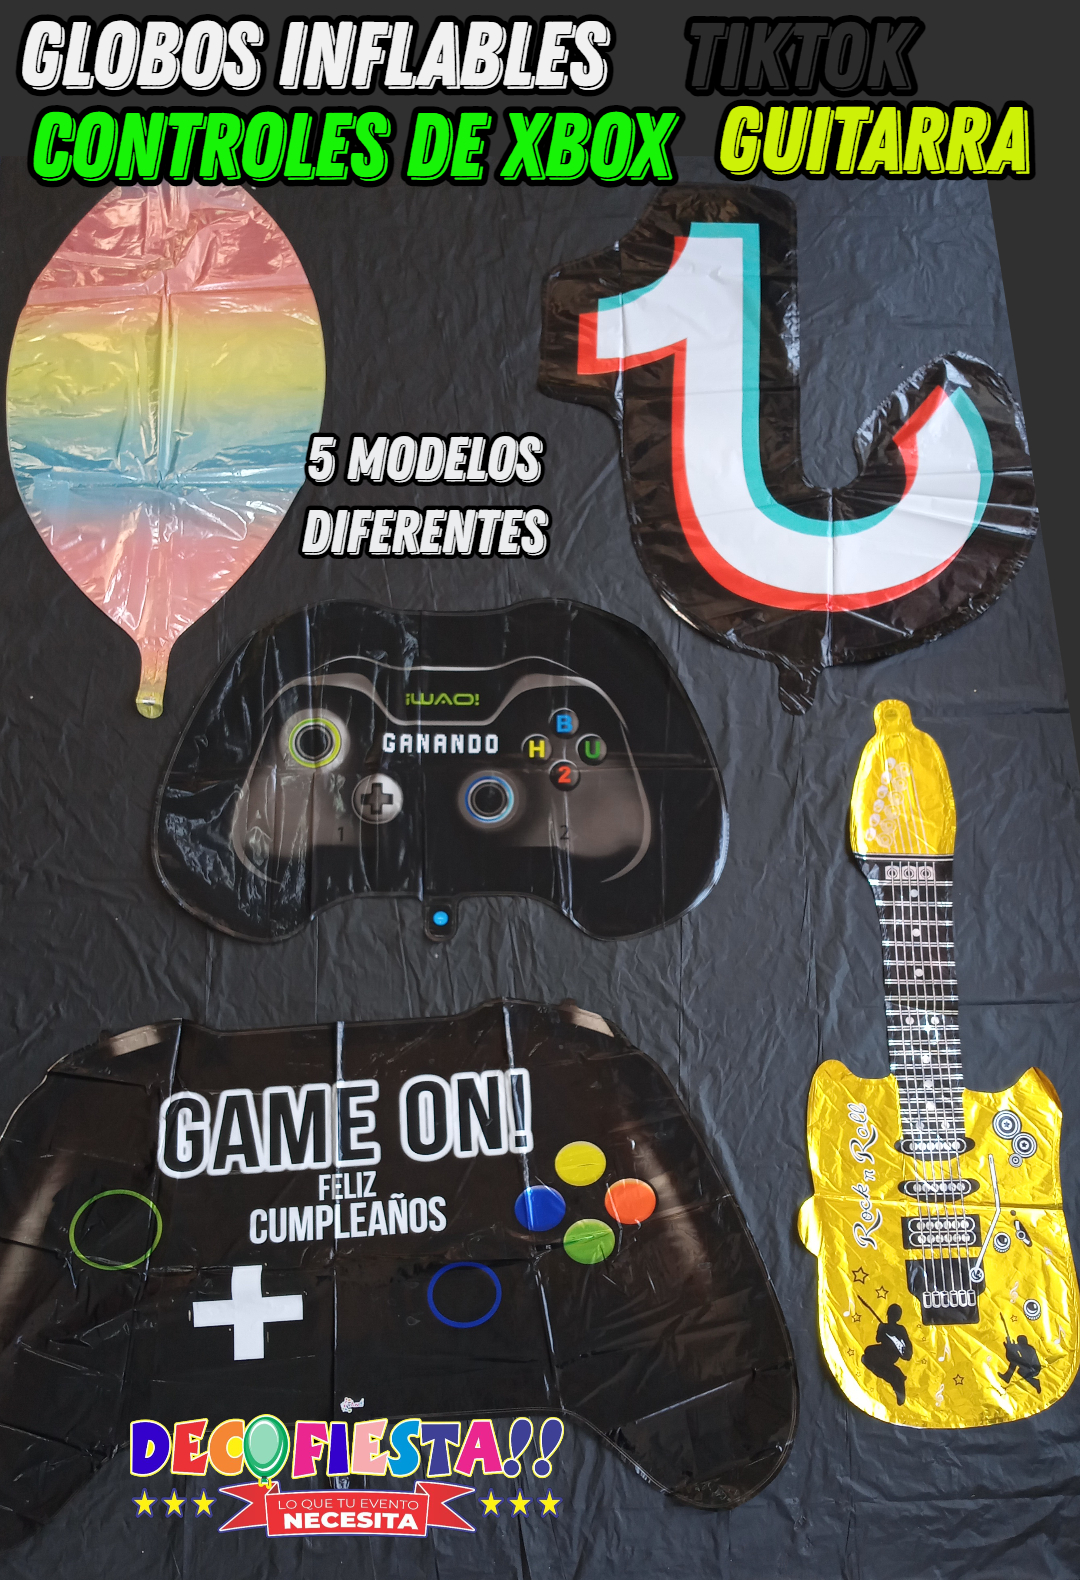 GLOBOS INFLABLES
TIKTOK
CONTROLES DE XBOX
GUITARRA
5 MODELOS
DIFERENTES
¡WAO!
GANANDO
B
H
U
2
1
2
GAME ON!
FELIZ
CUMPLEAÑOS
Rock n Roll
DECOFIESTA!!
LO QUE TU EVENTO
NECESITA